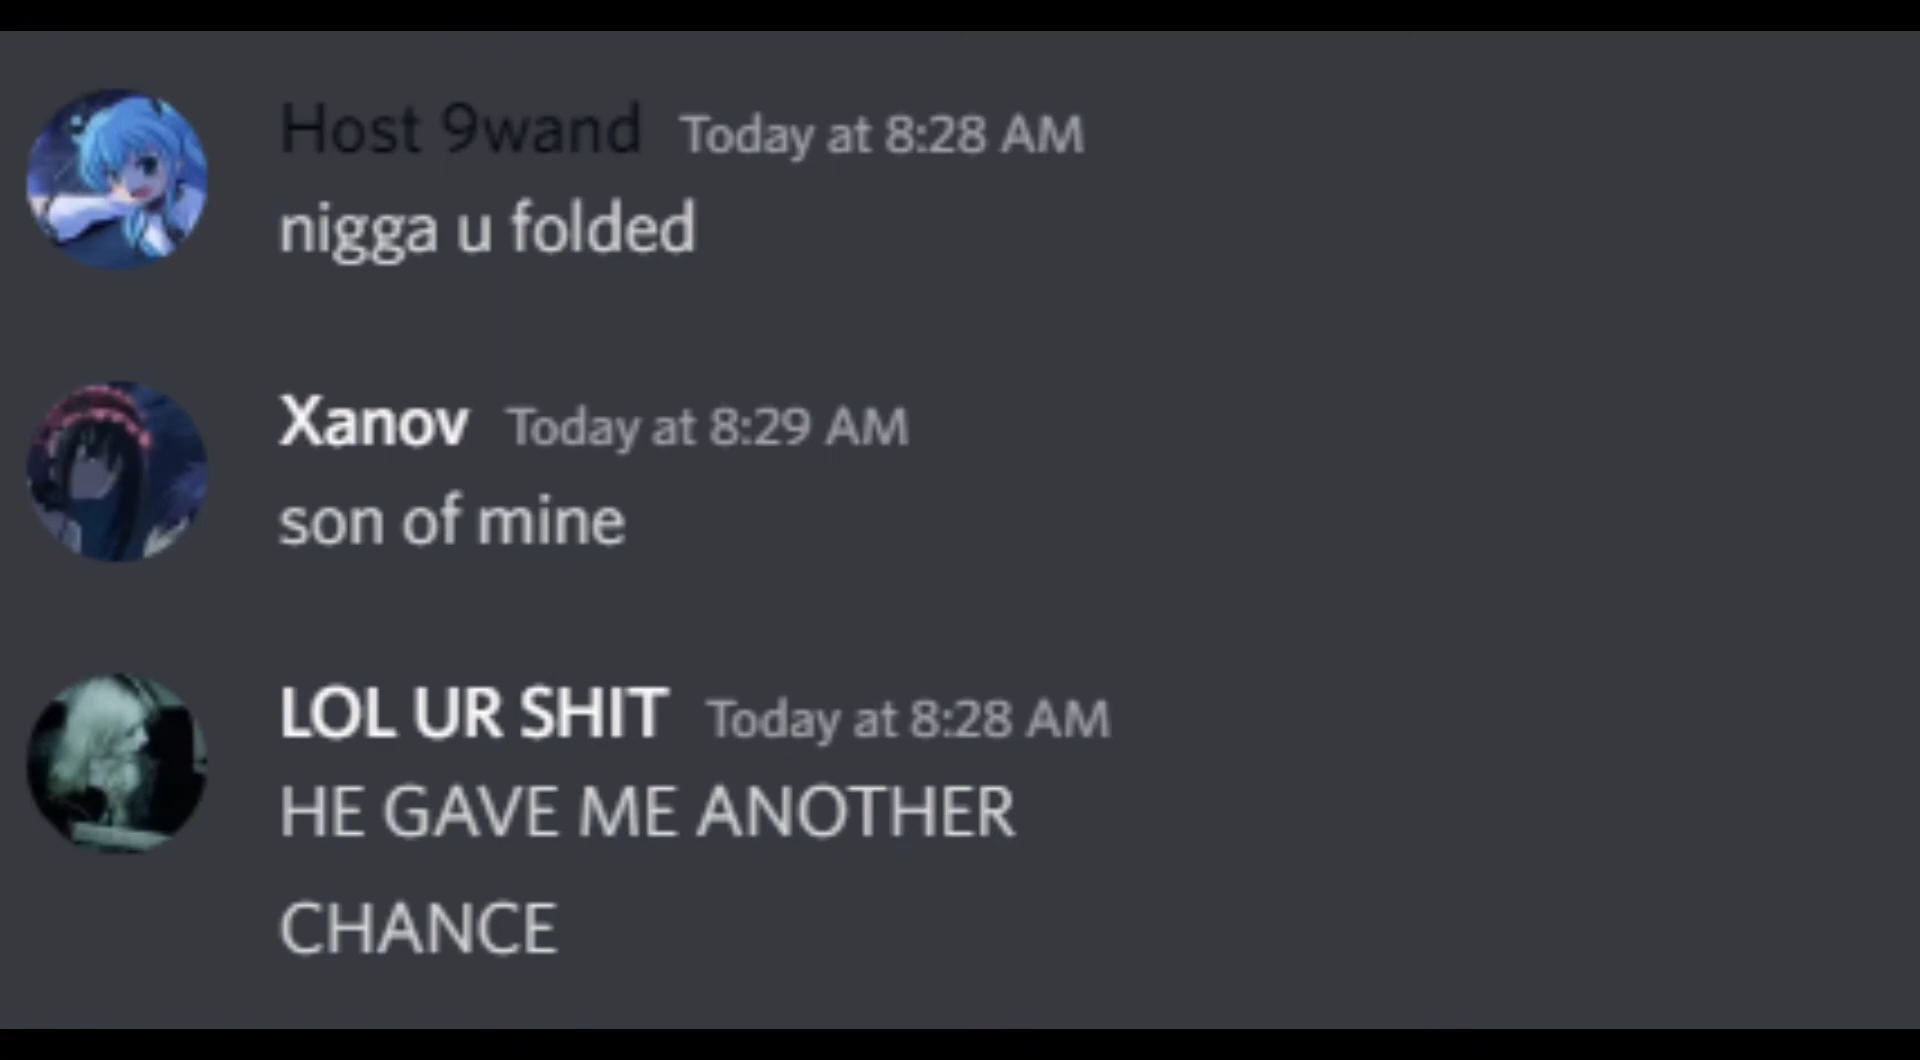 Host 9wand Today at 8:28 AM
nigga u folded
Xanov Today at 8:29 AM
son of mine
LOL UR SHIT Today at 8:28 AM
HE GAVE ME ANOTHER
CHANCE